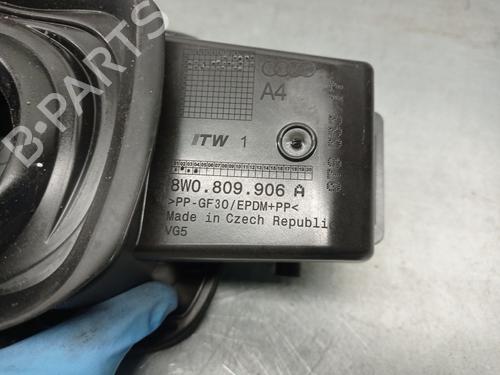 B-PARTS
A4
ITW 1
8W0.809.906 A
>PP-GF30/EPDM+PP<
Made in Czech Republi
VG5